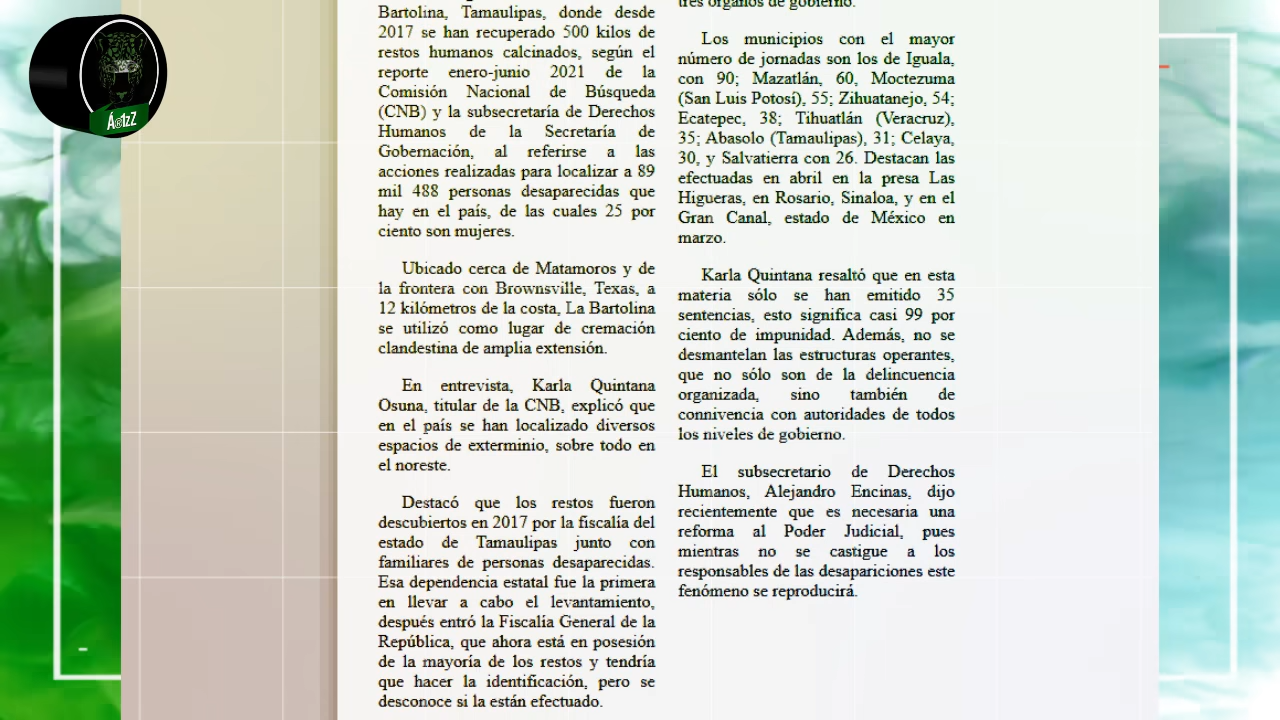 Bartolina, Tamaulipas, donde desde
2017 se han recuperado 500 kilos de
restos humanos calcinados, según el
reporte enero-junio 2021 de la
Comisión Nacional de Búsqueda
(CNB) y la subsecretaría de Derechos
Humanos de la Secretaría de
Gobernación, al referirse a las
acciones realizadas para localizar a 89
mil 488 personas desaparecidas que
hay en el país, de las cuales 25 por
ciento son mujeres.
Ubicado cerca de Matamoros y de
la frontera con Brownsville, Texas, a
12 kilómetros de la costa, La Bartolina
se utilizó como lugar de cremación
clandestina de amplia extensión.
En entrevista, Karla Quintana
Osuna, titular de la CNB, explicó que
en el país se han localizado diversos
espacios de exterminio, sobre todo en
el noreste.
Destacó que los restos fueron
descubiertos en 2017 por la fiscalía del
estado de Tamaulipas junto con
familiares de personas desaparecidas.
Esa dependencia estatal fue la primera
en llevar a cabo el levantamiento,
después entró la Fiscalía General de la
República, que ahora está en posesión
de la mayoría de los restos y tendría
que hacer la identificación, pero se
desconoce si la están efectuado.
tres órganos de gobierno.
Los municipios con el mayor
número de jornadas son los de Iguala,
con 90; Mazatlán, 60, Moctezuma
(San Luis Potosí), 55; Zihuatanejo, 54;
Ecatepec, 38; Tihuatlán (Veracruz),
35; Abasolo (Tamaulipas), 31; Celaya,
30, y Salvatierra con 26. Destacan las
efectuadas en abril en la presa Las
Higueras, en Rosario, Sinaloa, y en el
Gran Canal, estado de México en
marzo.
Karla Quintana resaltó que en esta
materia sólo se han emitido 35
sentencias, esto significa casi 99 por
ciento de impunidad. Además, no se
desmantelan las estructuras operantes,
que no sólo son de la delincuencia
organizada, sino también de
connivencia con autoridades de todos
los niveles de gobierno.
El subsecretario de Derechos
Humanos, Alejandro Encinas, dijo
recientemente que es necesaria una
reforma al Poder Judicial, pues
mientras no se castigue a los
responsables de las desapariciones este
fenómeno se reproducirá.